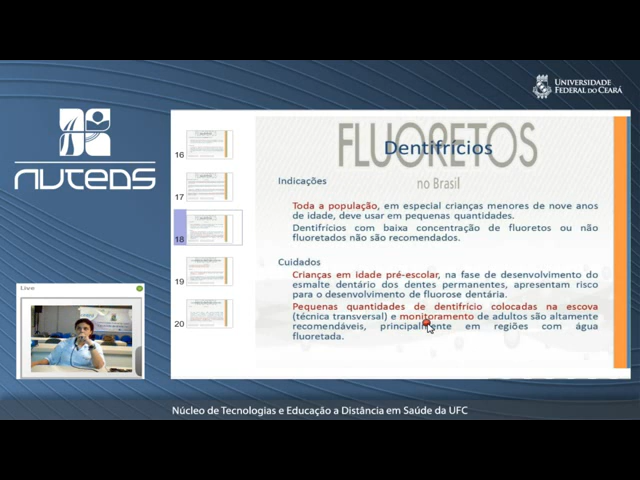 UNIVERSIDADE
FEDERAL DO CEARÁ
NUTEDS
16
17
18
19
20
Live
FLUORETOS
no Brasil
Dentifrícios
Indicações
Toda a população, em especial crianças menores de nove anos
de idade, deve usar em pequenas quantidades.
Dentifrícios com baixa concentração de fluoretos ou não
fluoretados não são recomendados.
Cuidados
Crianças em idade pré-escolar, na fase de desenvolvimento do
esmalte dentário dos dentes permanentes, apresentam risco
para o desenvolvimento de fluorose dentária.
Pequenas quantidades de dentifrício colocadas na escova
(técnica transversal) e monitoramento de adultos são altamente
recomendáveis, principalmente em regiões com água
fluoretada.
Núcleo de Tecnologias e Educação a Distância em Saúde da UFC